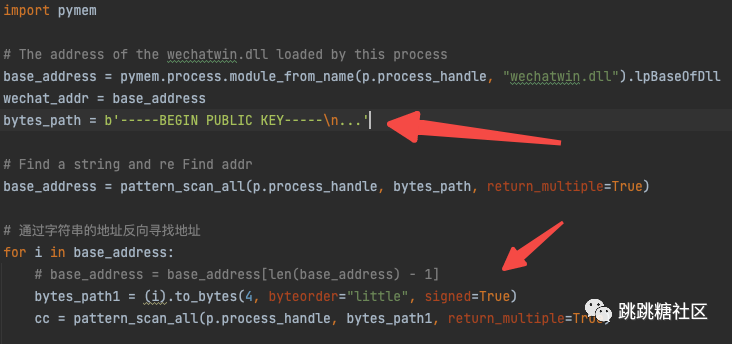 import pymem
# The address of the wechatwin.dll loaded by this process
base_address = pymem.process.module_from_name(p.process_handle, "wechatwin.dll").lpBaseOfDll
wechat_addr = base_address
bytes_path = b'-----BEGIN PUBLIC KEY-----\n...'
# Find a string and re Find addr
base_address = pattern_scan_all(p.process_handle, bytes_path, return_multiple=True)
# 通过字符串的地址反向寻找地址
for i in base_address:
# base_address = base_address[len(base_address) - 1]
bytes_path1 = (i).to_bytes(4, byteorder="little", signed=True)
cc = pattern_scan_all(p.process_handle, bytes_path1, return_multiple=True)
跳跳糖社区